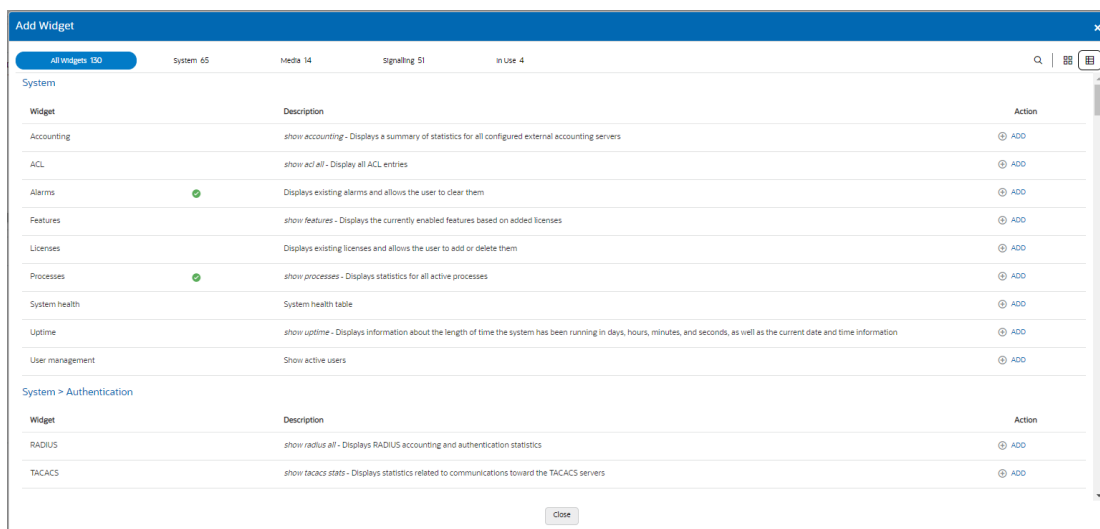 Add Widget
All Widgets 130 System 65 Media 14 Signalling 51 In Use 4
System
Widget Description Action
Accounting show accounting - Displays a summary of statistics for all configured external accounting servers ADD
ACL show acl all - Display all ACL entries ADD
Alarms Displays existing alarms and allows the user to clear them ADD
Features show features - Displays the currently enabled features based on added licenses ADD
Licenses Displays existing licenses and allows the user to add or delete them ADD
Processes show processes - Displays statistics for all active processes ADD
System health System health table ADD
Uptime show uptime - Displays information about the length of time the system has been running in days, hours, minutes, and seconds, as well as the current date and time information ADD
User management Show active users ADD
System > Authentication
Widget Description Action
RADIUS show radius all - Displays RADIUS accounting and authentication statistics ADD
TACACS show tacacs stats - Displays statistics related to communications toward the TACACS servers ADD
Close